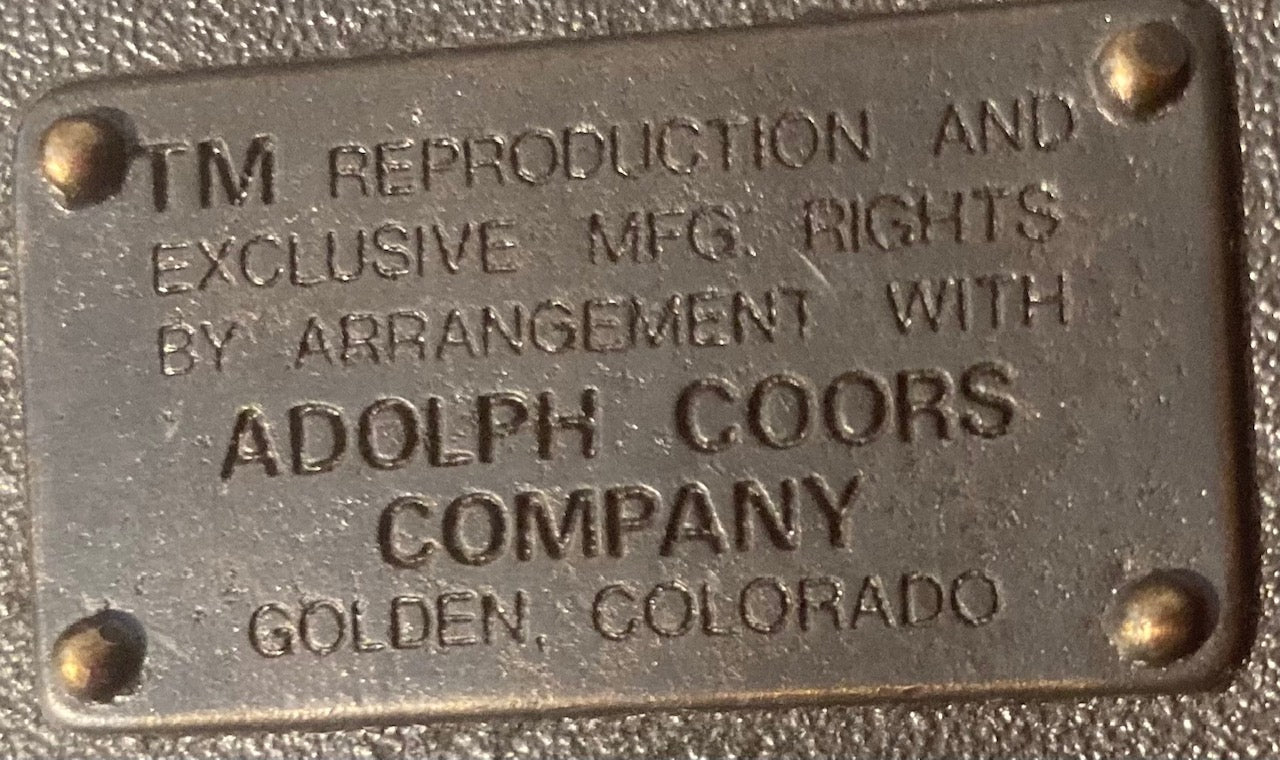 TM REPRODUCTION AND
EXCLUSIVE MFG. RIGHTS
BY ARRANGEMENT WITH
ADOLPH COORS
COMPANY
GOLDEN, COLORADO